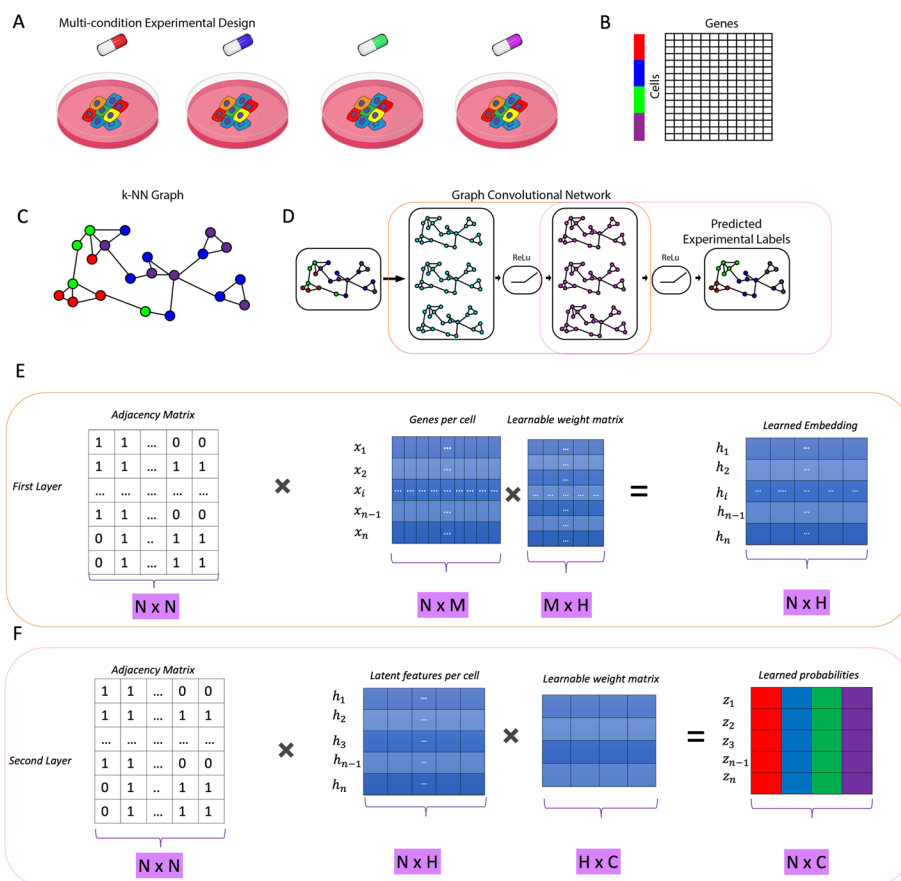 A
Multi-condition Experimental Design
B
Genes
Cells
C
k-NN Graph
D
Graph Convolutional Network
ReLu
ReLu
Predicted
Experimental Labels
E
First Layer
Adjacency Matrix
1 1 ... 0 0
1 1 ... 1 1
... ... ... ... ...
1 1 ... 0 0
0 1 .. 1 1
0 1 ... 1 1
N x N
×
Genes per cell
x₁
x₂
xᵢ
xₙ₋₁
xₙ
...
...
... ... ... ... ... ... ... ... ...
...
...
N x M
×
Learnable weight matrix
...
...
...
... ... ... ... ...
...
...
...
M x H
=
Learned Embedding
h₁
h₂
hᵢ
hₙ₋₁
hₙ
...
...
... ... ... ... ...
...
...
N x H
F
Second Layer
Adjacency Matrix
1 1 ... 0 0
1 1 ... 1 1
... ... ... ... ...
1 1 ... 0 0
0 1 .. 1 1
0 1 ... 1 1
N x N
×
Latent features per cell
h₁
h₂
h₃
hₙ₋₁
hₙ
...
...
...
...
...
N x H
×
Learnable weight matrix
H x C
=
Learned probabilities
z₁
z₂
z₃
zₙ₋₁
zₙ
N x C